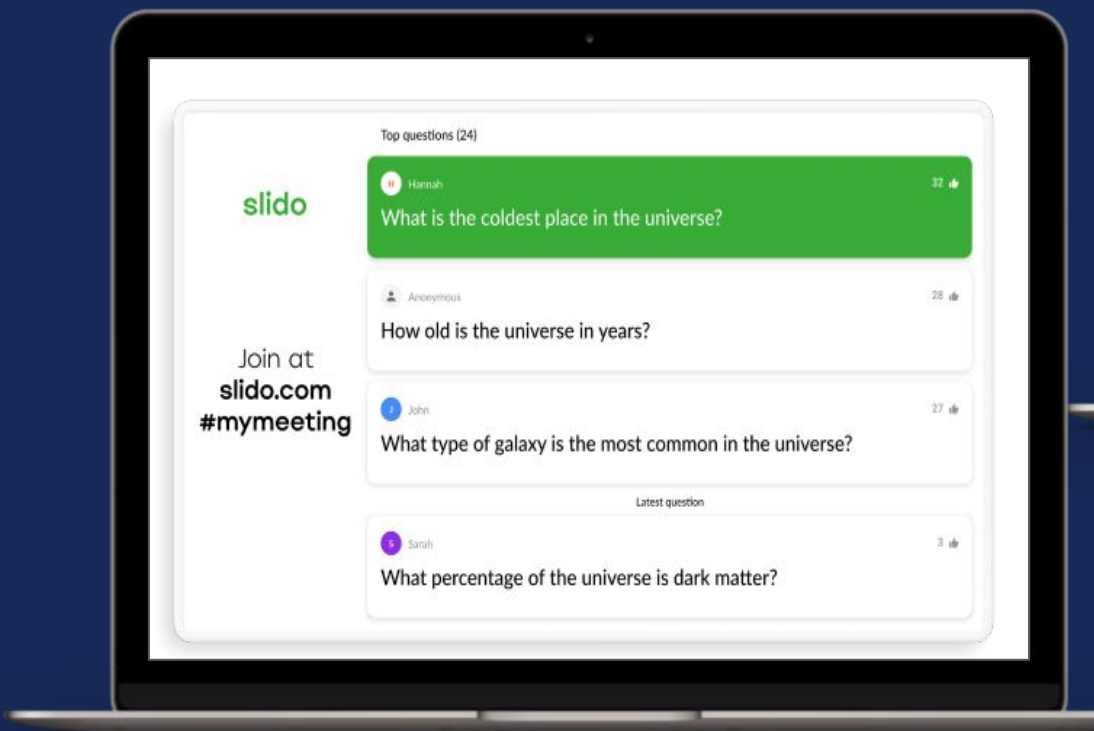 Top questions (24)
slido
H Hannah 32
What is the coldest place in the universe?
Anonymous 28
How old is the universe in years?
Join at
slido.com
#mymeeting
J John 27
What type of galaxy is the most common in the universe?
Latest question
S Sarah 3
What percentage of the universe is dark matter?